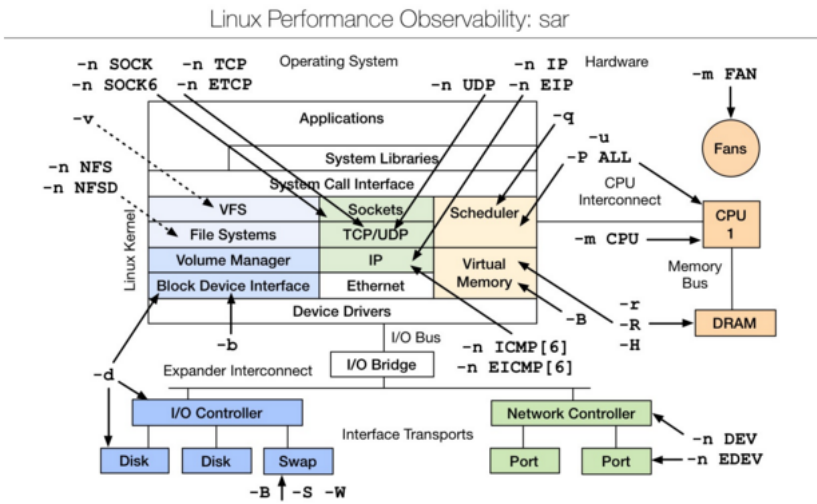 Linux Performance Observability: sar
-n SOCK
-n SOCK6
-n TCP
-n ETCP
Operating System
-n UDP
-n IP
-n EIP
Hardware
-m FAN
-v
Applications
-q
Fans
System Libraries
-u
-P ALL
-n NFS
-n NFSD
System Call Interface
CPU
Interconnect
Linux Kernel
VFS
Sockets
Scheduler
CPU
1
File Systems
TCP/UDP
-m CPU
Volume Manager
IP
Virtual
Memory
Memory
Bus
Block Device Interface
Ethernet
-B
-r
-R
-H
DRAM
Device Drivers
-b
I/O Bus
-n ICMP[6]
-n EICMP[6]
-d
Expander Interconnect
I/O Bridge
I/O Controller
Network Controller
Interface Transports
-n DEV
-n EDEV
Disk
Disk
Swap
Port
Port
-B
-S -W